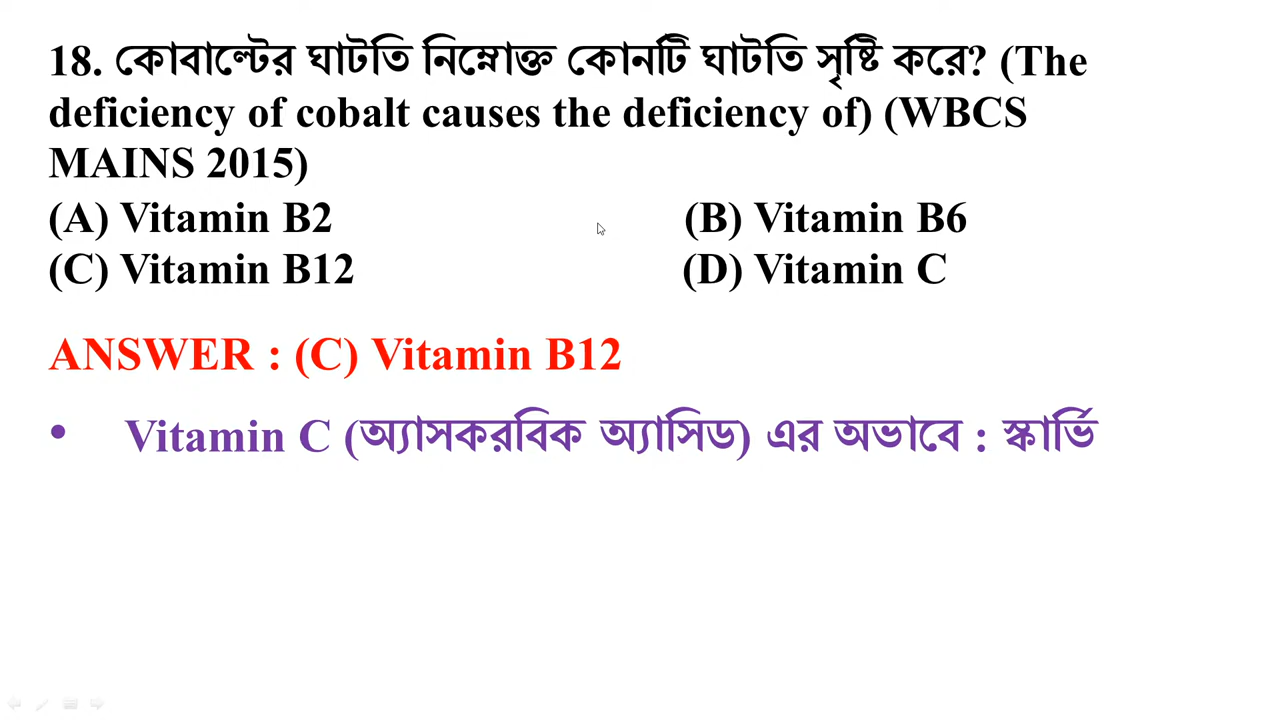 18. কোবাল্টের ঘাটতি নিম্নোক্ত কোনটি ঘাটতি সৃষ্টি করে? (The
deficiency of cobalt causes the deficiency of) (WBCS
MAINS 2015)
(A) Vitamin B2 (B) Vitamin B6
(C) Vitamin B12 (D) Vitamin C
ANSWER : (C) Vitamin B12
• Vitamin C (অ্যাসকরবিক অ্যাসিড) এর অভাবে : স্কার্ভি